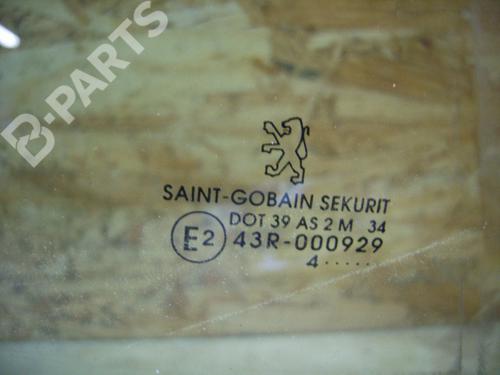 B-PARTS
SAINT-GOBAIN SEKURIT
DOT 39 AS 2 M 34
E2 43R-000929
4 ......